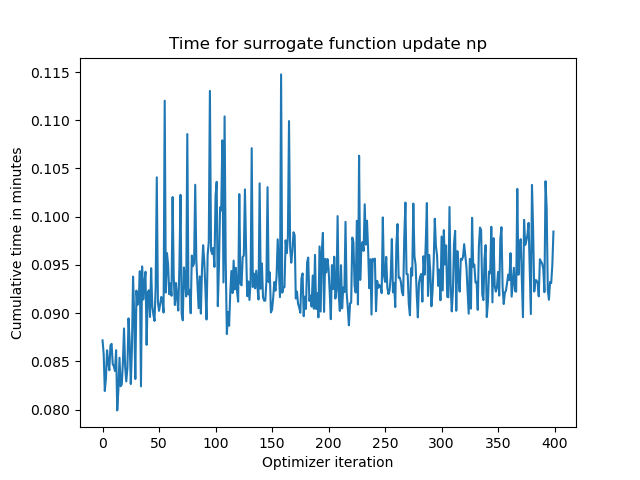 Time for surrogate function update np
Cumulative time in minutes
0.115
0.110
0.105
0.100
0.095
0.090
0.085
0.080
0 50 100 150 200 250 300 350 400
Optimizer iteration